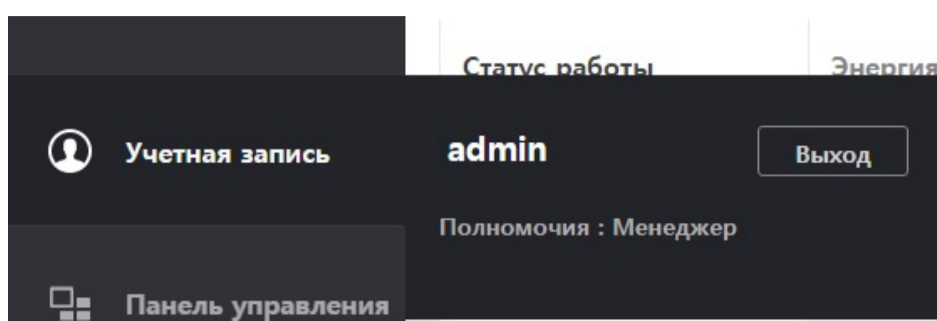 Статус работы
Энергия
Учетная запись
admin
Выход
Полномочия : Менеджер
Панель управления